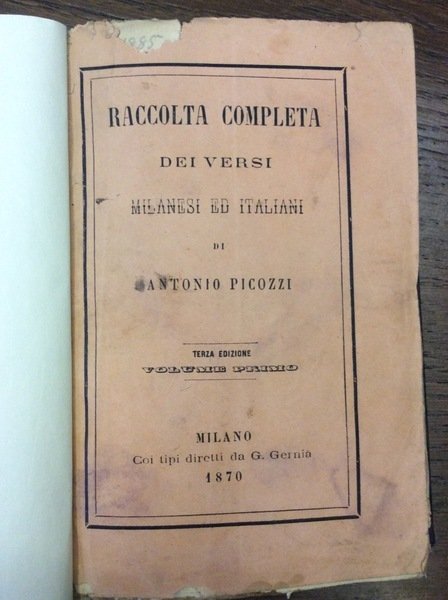 1985
RACCOLTA COMPLETA
DEI VERSI
MILANESI ED ITALIANI
DI
ANTONIO PICOZZI
TERZA EDIZIONE
VOLUME PRIMO
MILANO
Coi tipi diretti da G. Gernia
1870